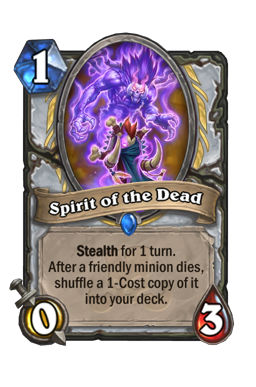 1
Spirit of the Dead
Stealth for 1 turn.
After a friendly minion dies,
shuffle a 1-Cost copy of it
into your deck.
0
3